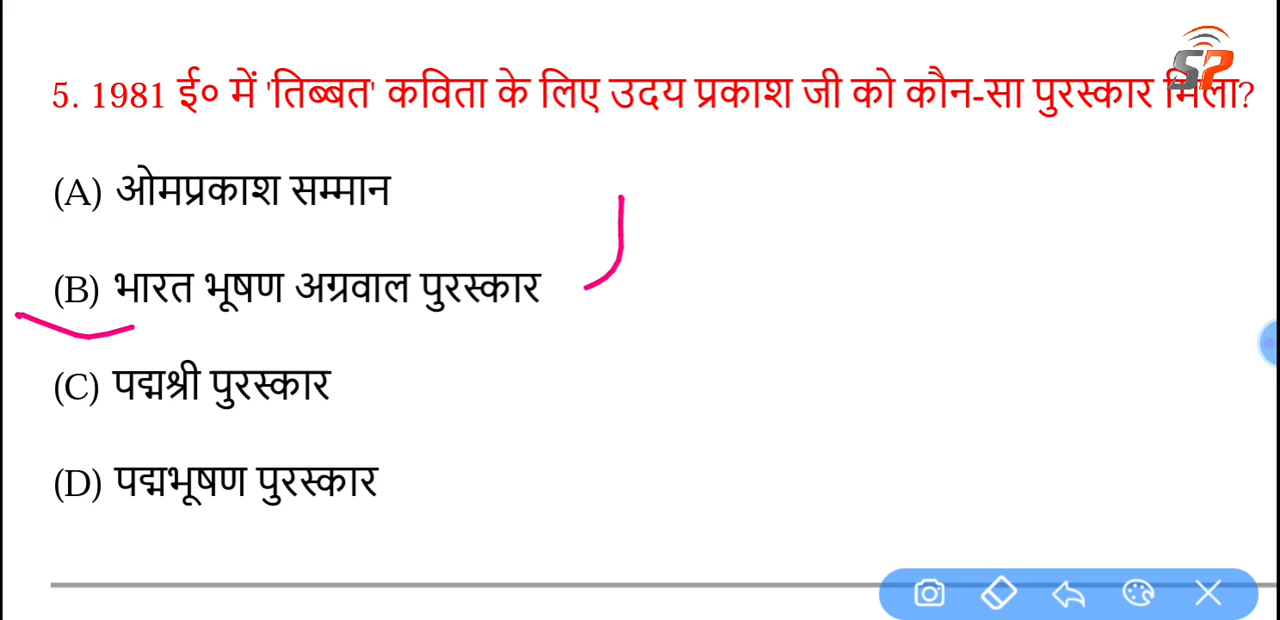 5. 1981 ई० में 'तिब्बत' कविता के लिए उदय प्रकाश जी को कौन-सा पुरस्कार मिला?
SP
(A) ओमप्रकाश सम्मान
(B) भारत भूषण अग्रवाल पुरस्कार
(C) पद्मश्री पुरस्कार
(D) पद्मभूषण पुरस्कार